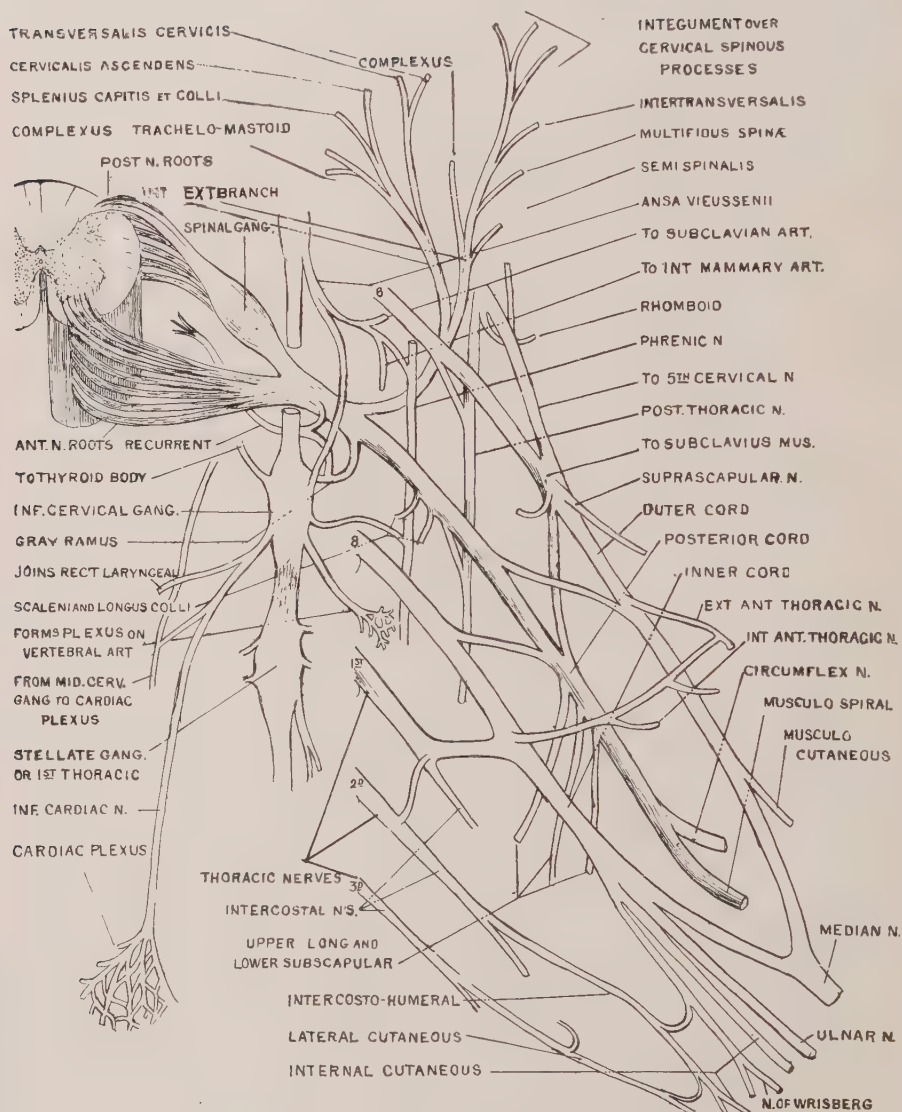 TRANSVERSALIS CERVICIS
CERVICALIS ASCENDENS
SPLENIUS CAPITIS ET COLLI
COMPLEXUS TRACHELO-MASTOID
POST N. ROOTS
EXT BRANCH
SPINAL GANG.
COMPLEXUS
INTEGUMENT OVER
CERVICAL SPINOUS
PROCESSES
INTERTRANSVERSALIS
MULTIFIDUS SPINÆ
SEMI SPINALIS
ANSA VIEUSSENII
TO SUBCLAVIAN ART.
TO INT MAMMARY ART.
RHOMBOID
PHRENIC N
TO 5TH CERVICAL N
POST. THORACIC N.
TO SUBCLAVIUS MUS.
SUPRASCAPULAR. N.
OUTER CORD
POSTERIOR CORD
INNER CORD
EXT ANT THORACIC N.
INT ANT. THORACIC N.
CIRCUMFLEX N.
MUSCULO SPIRAL
MUSCULO
CUTANEOUS
MEDIAN N.
ULNAR N.
N. OF WRISBERG
6
8
1ST
2D
3D
ANT. N. ROOTS RECURRENT
TO THYROID BODY
INF. CERVICAL GANG.
GRAY RAMUS
JOINS RECT LARYNGEAL
SCALENI AND LONGUS COLLI
FORMS PLEXUS ON
VERTEBRAL ART
FROM MID. CERV.
GANG TO CARDIAC
PLEXUS
STELLATE GANG.
OR 1ST THORACIC
INF. CARDIAC N.
CARDIAC PLEXUS
THORACIC NERVES
INTERCOSTAL N'S.
UPPER LONG AND
LOWER SUBSCAPULAR
INTERCOSTO-HUMERAL
LATERAL CUTANEOUS
INTERNAL CUTANEOUS